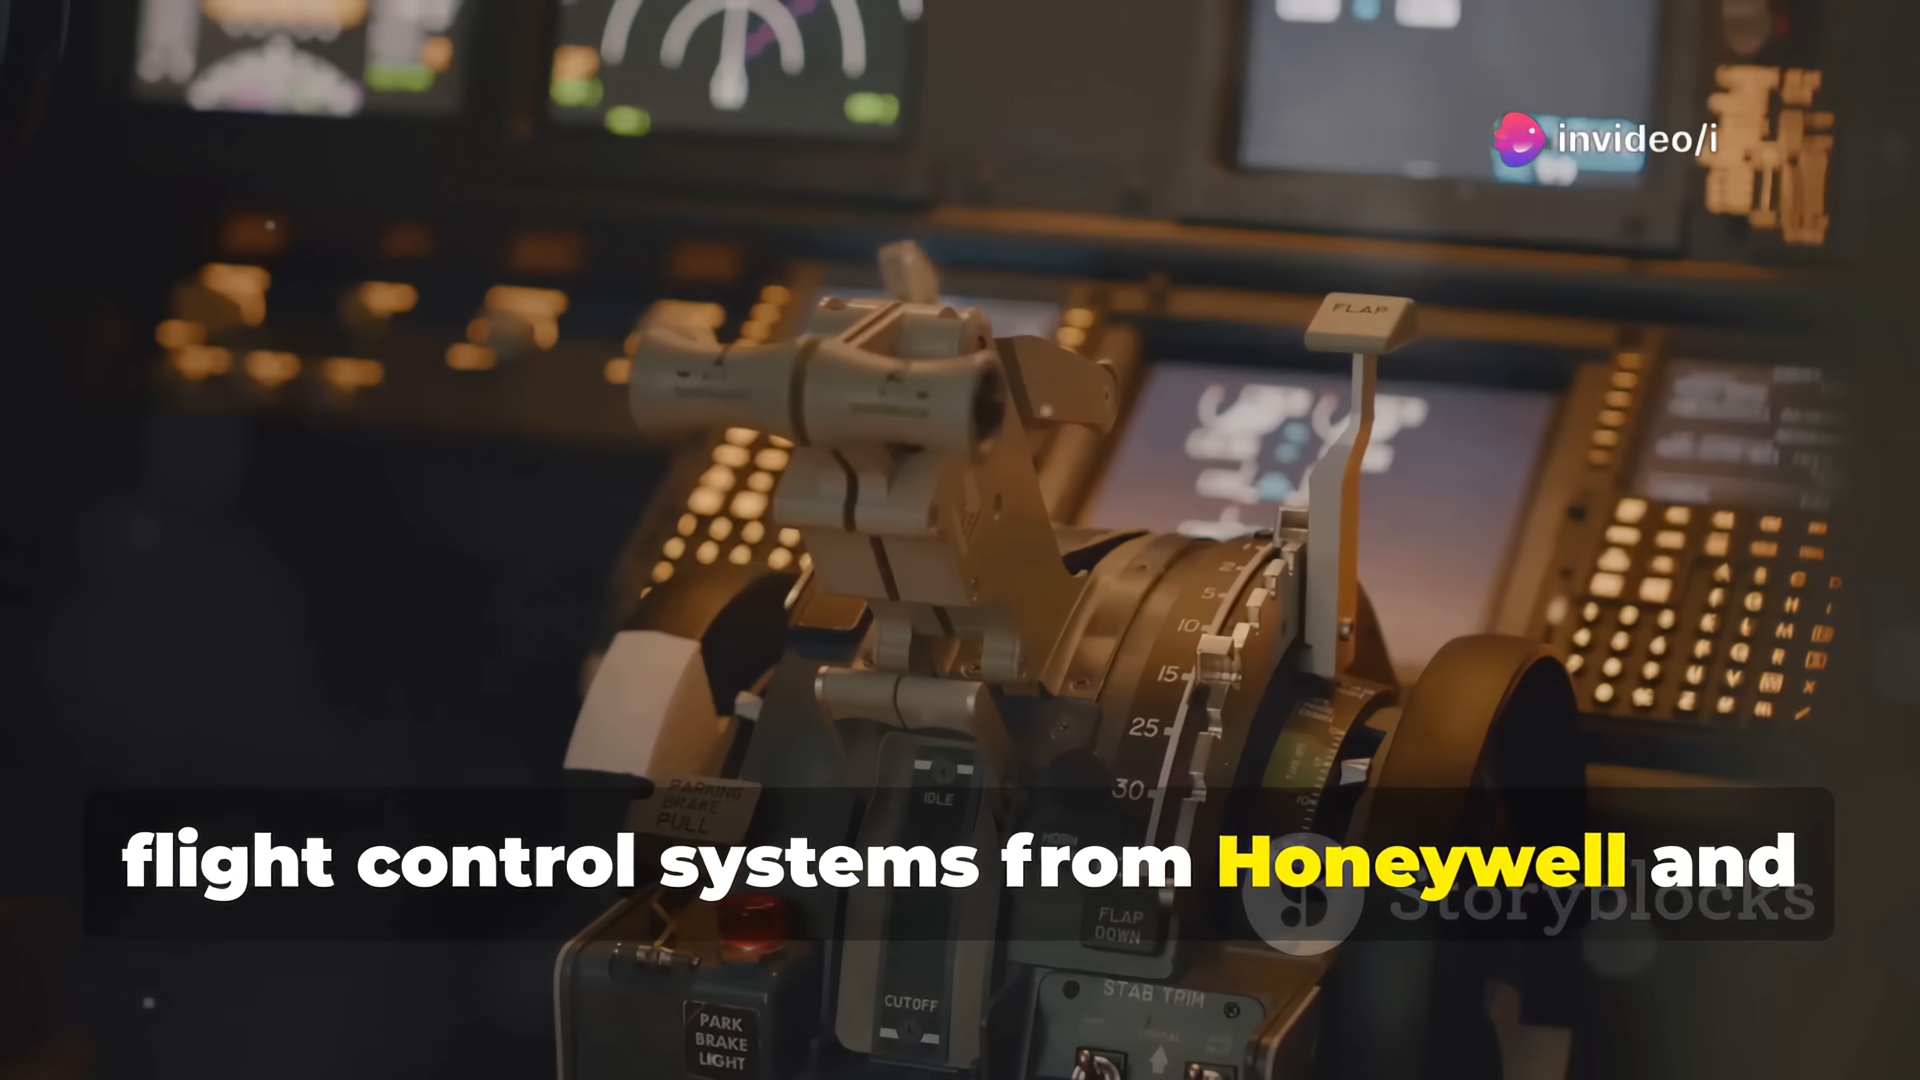 invideo/i
FLAP
2
5
10
15
25
30
PARKING
BRAKE
PULL
IDLE
flight control systems from Honeywell and
Storyblocks
FLAP
DOWN
CUTOFF
STAB TRIM
PARK
BRAKE
LIGHT